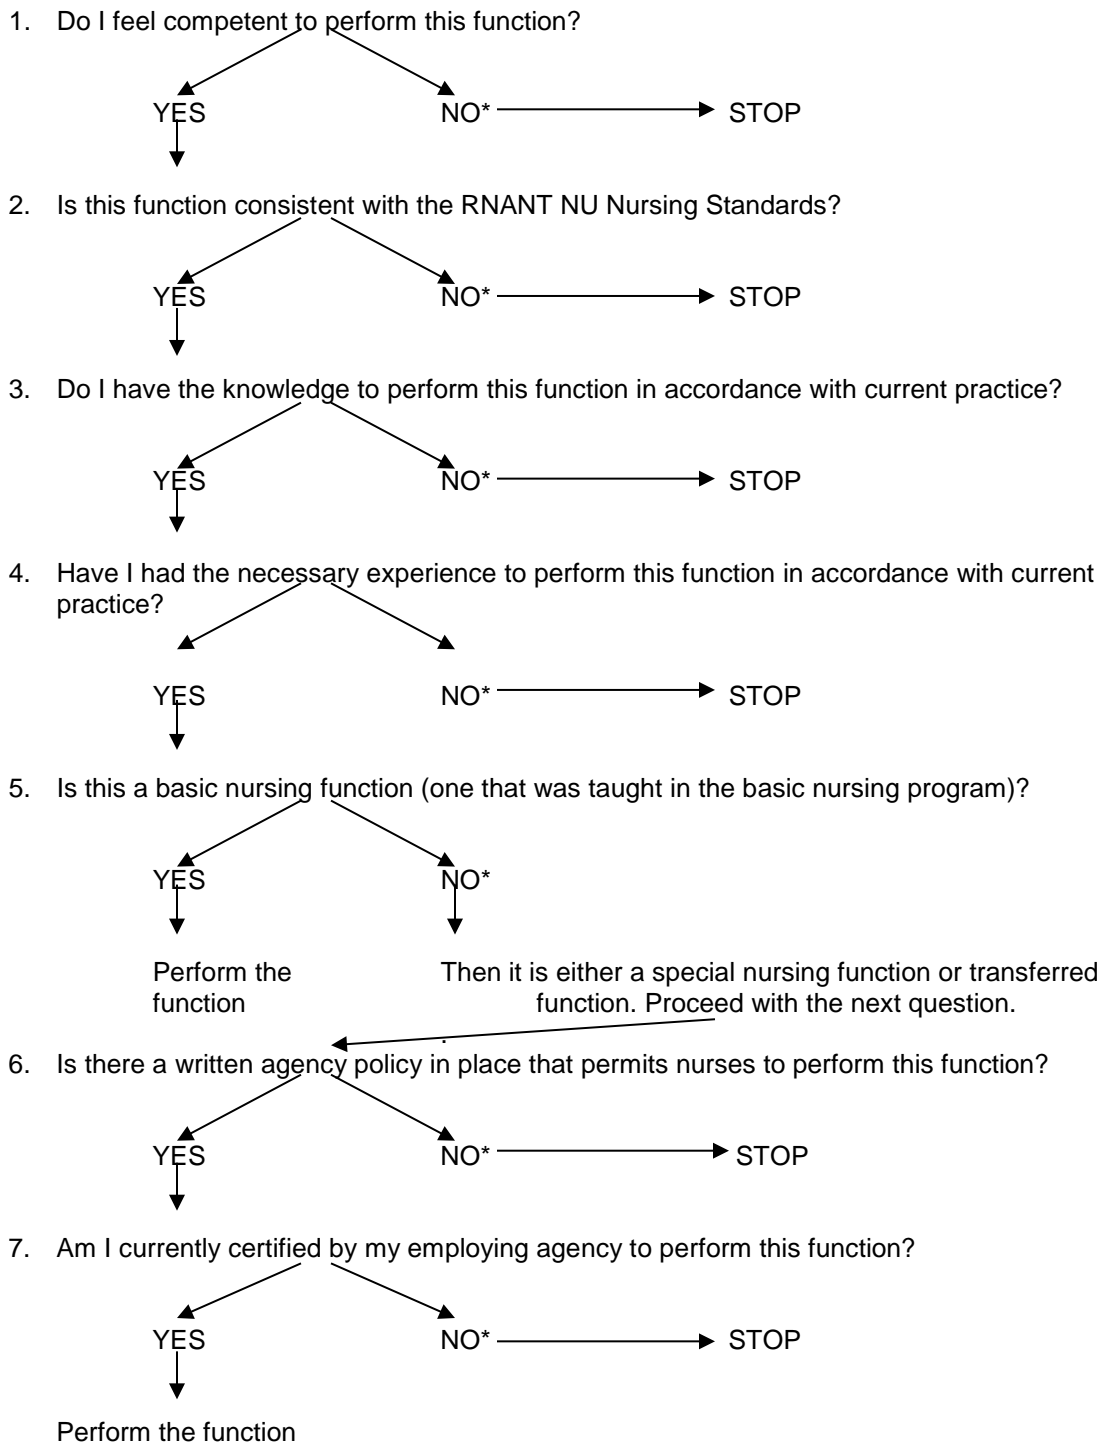 1. Do I feel competent to perform this function?
YES NO* STOP
2. Is this function consistent with the RNANT NU Nursing Standards?
YES NO* STOP
3. Do I have the knowledge to perform this function in accordance with current practice?
YES NO* STOP
4. Have I had the necessary experience to perform this function in accordance with current
practice?
YES NO* STOP
5. Is this a basic nursing function (one that was taught in the basic nursing program)?
YES NO*
Perform the Then it is either a special nursing function or transferred
function function. Proceed with the next question.
.
6. Is there a written agency policy in place that permits nurses to perform this function?
YES NO* STOP
7. Am I currently certified by my employing agency to perform this function?
YES NO* STOP
Perform the function